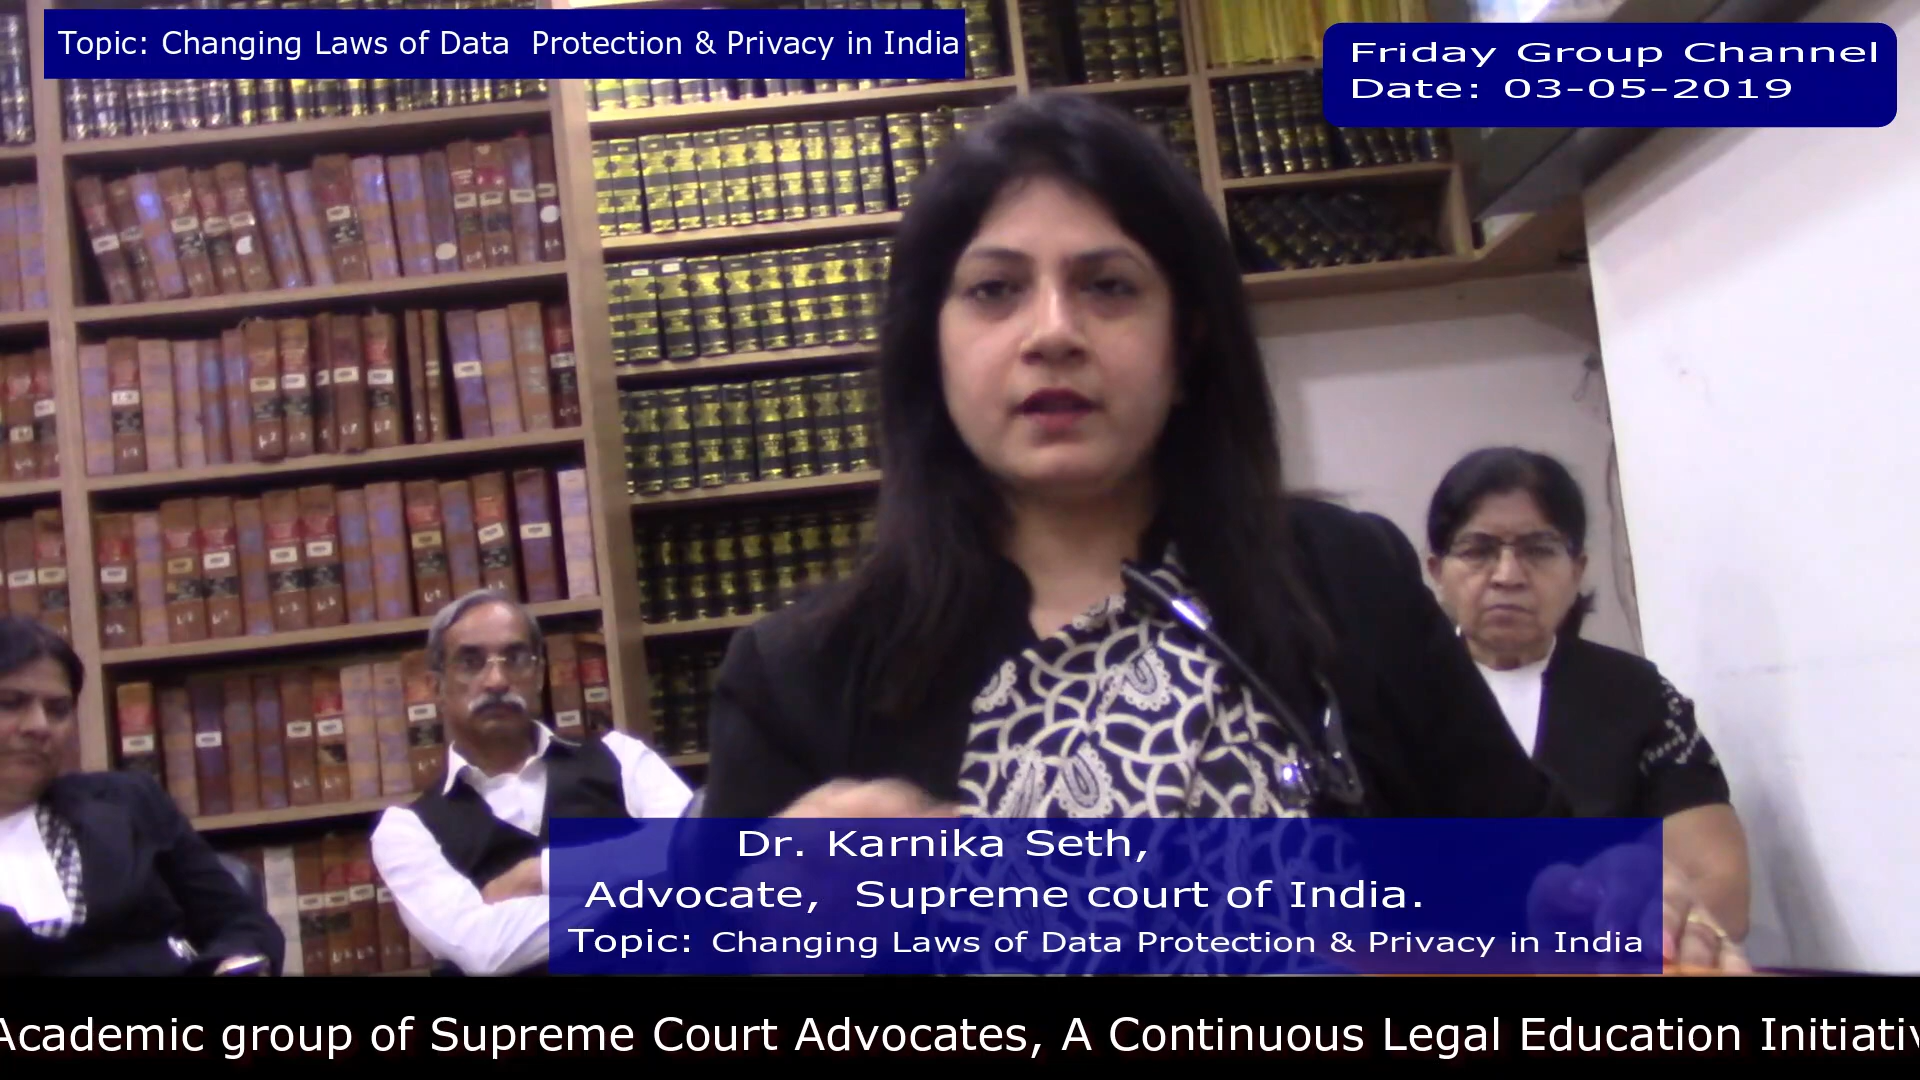 Topic: Changing Laws of Data Protection & Privacy in India
Friday Group Channel
Date: 03-05-2019
Dr. Karnika Seth,
Advocate, Supreme court of India.
Topic: Changing Laws of Data Protection & Privacy in India
Academic group of Supreme Court Advocates, A Continuous Legal Education Initiativ